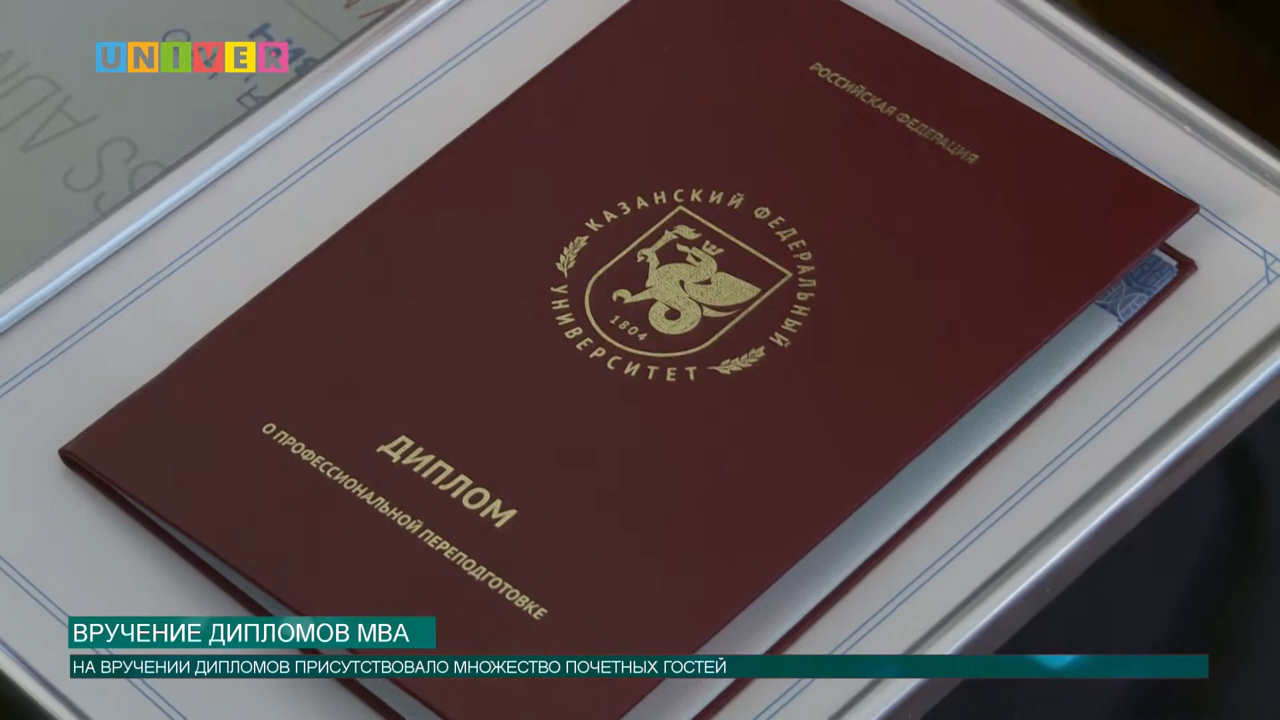 UNIVER
РОССИЙСКАЯ ФЕДЕРАЦИЯ
КАЗАНСКИЙ ФЕДЕРАЛЬНЫЙ
УНИВЕРСИТЕТ
1804
ДИПЛОМ
О ПРОФЕССИОНАЛЬНОЙ ПЕРЕПОДГОТОВКЕ
ВРУЧЕНИЕ ДИПЛОМОВ МВА
НА ВРУЧЕНИИ ДИПЛОМОВ ПРИСУТСТВОВАЛО МНОЖЕСТВО ПОЧЕТНЫХ ГОСТЕЙ